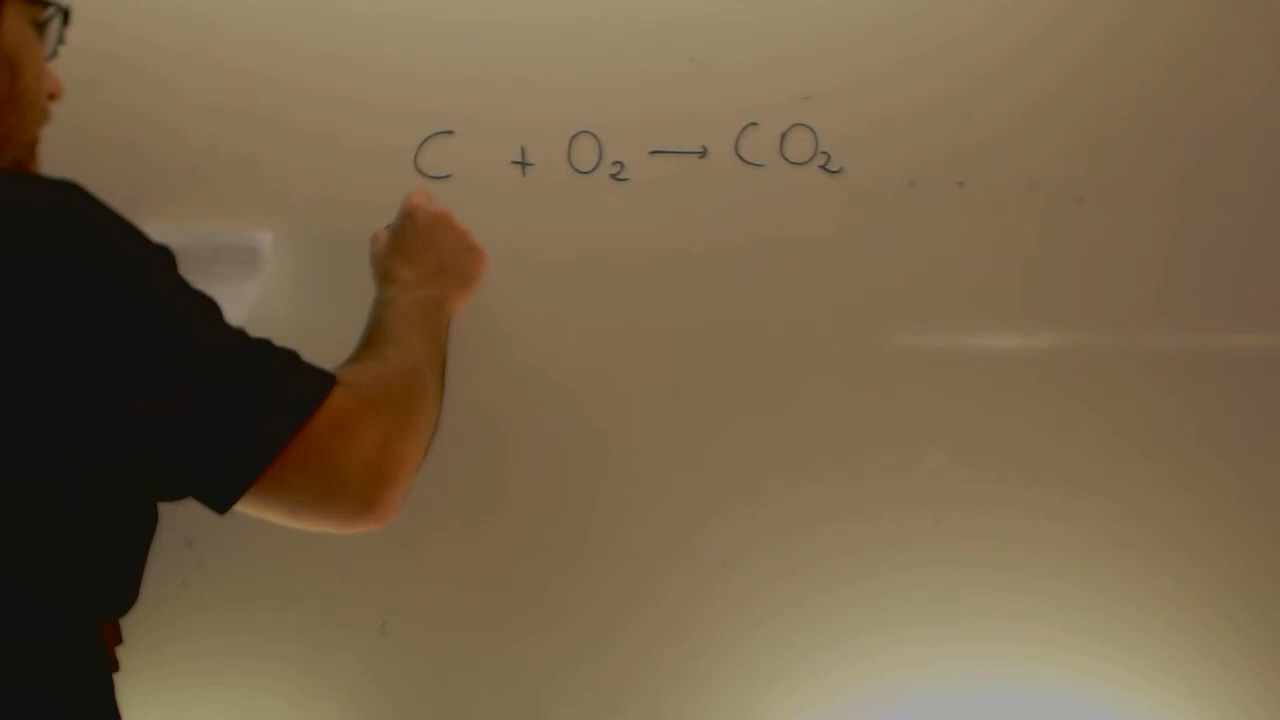 C + O₂ → CO₂